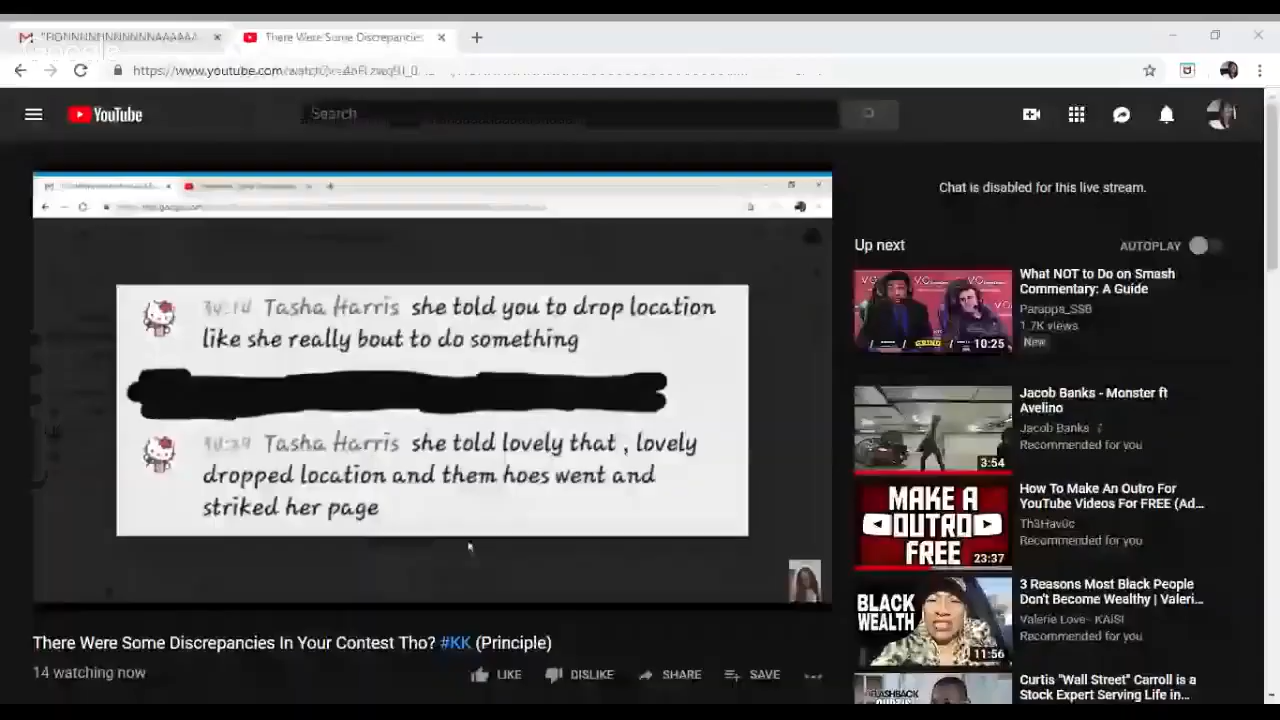 There Were Some Discrepancies
https://www.youtube.com/watch
YouTube
Search
Chat is disabled for this live stream.
Up next
AUTOPLAY
Tasha Harris she told you to drop location
like she really bout to do something
Tasha Harris she told lovely that , lovely
dropped location and them hoes went and
striked her page
What NOT to Do on Smash
Commentary: A Guide
Parappa_SSB
1.7K views
New
10:25
Jacob Banks - Monster ft
Avelino
Jacob Banks
Recommended for you
3:54
MAKE A
OUTRO
FREE
23:37
How To Make An Outro For
YouTube Videos For FREE (Ad...
Th3Hav0c
Recommended for you
BLACK
WEALTH
11:56
3 Reasons Most Black People
Don't Become Wealthy | Valeri...
Valerie Love - KAISI
Recommended for you
Curtis "Wall Street" Carroll is a
Stock Expert Serving Life in...
There Were Some Discrepancies In Your Contest Tho? #KK (Principle)
14 watching now
LIKE
DISLIKE
SHARE
SAVE